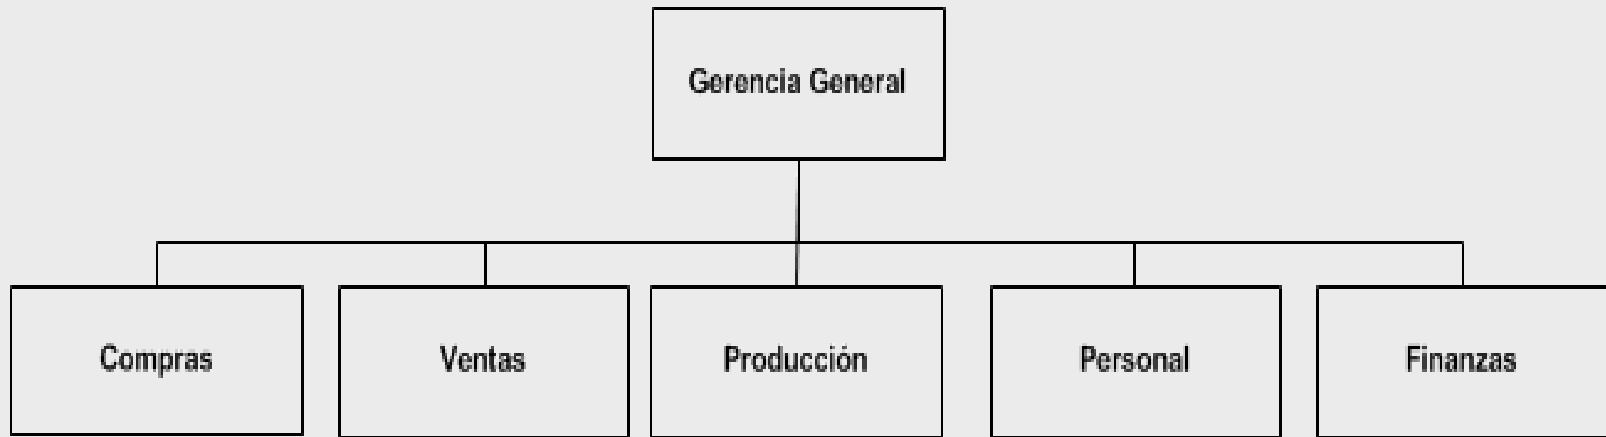 Gerencia General
Compras
Ventas
Producción
Personal
Finanzas